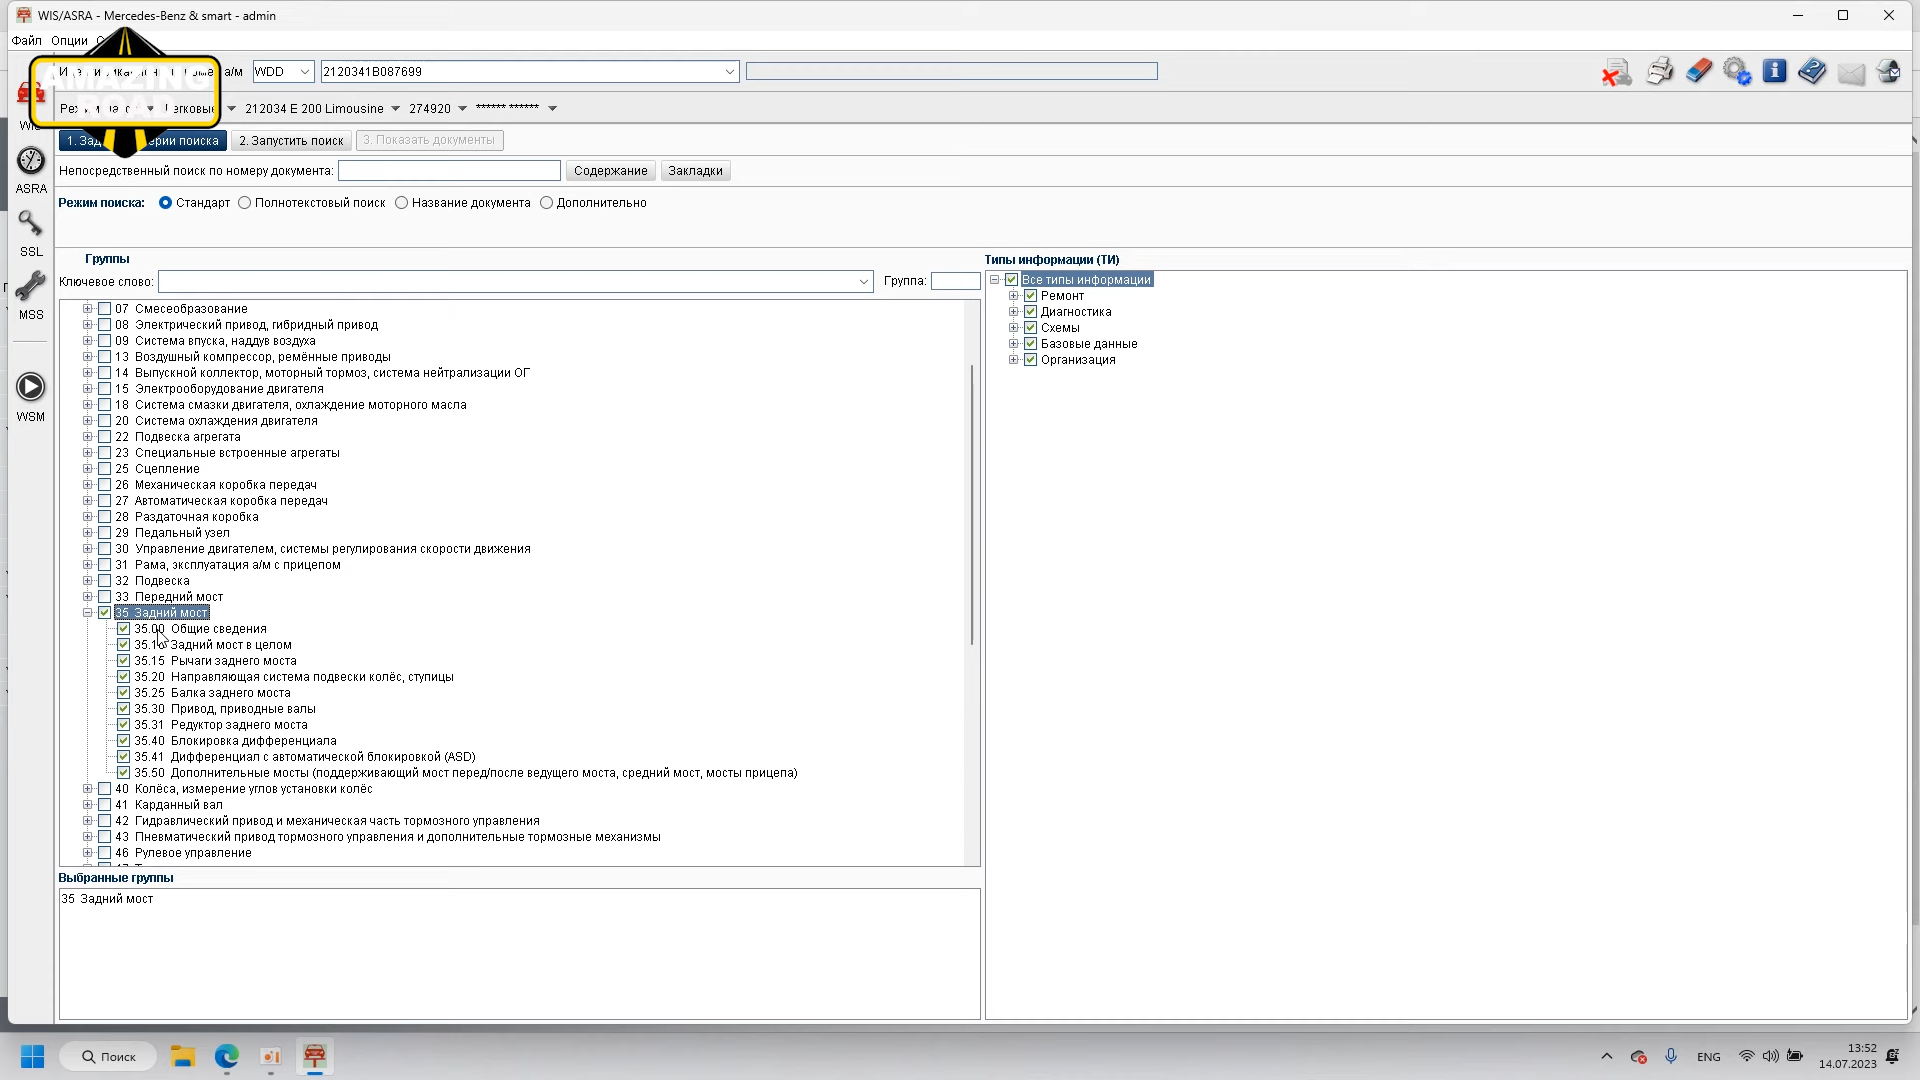 WIS/ASRA - Mercedes-Benz & smart - admin
Файл Опции
AMAZING
ROAD
а/м WDD 2120341B087699
212034 E 200 Limousine 274920 ****** ******
WIS
1. Зад ерии поиска 2. Запустить поиск 3. Показать документы
ASRA
Непосредственный поиск по номеру документа: Содержание Закладки
Режим поиска: Стандарт Полнотекстовый поиск Название документа Дополнительно
SSL
MSS
WSM
Группы
Ключевое слово: Группа:
07 Смесеобразование
08 Электрический привод, гибридный привод
09 Система впуска, наддув воздуха
13 Воздушный компрессор, ремённые приводы
14 Выпускной коллектор, моторный тормоз, система нейтрализации ОГ
15 Электрооборудование двигателя
18 Система смазки двигателя, охлаждение моторного масла
20 Система охлаждения двигателя
22 Подвеска агрегата
23 Специальные встроенные агрегаты
25 Сцепление
26 Механическая коробка передач
27 Автоматическая коробка передач
28 Раздаточная коробка
29 Педальный узел
30 Управление двигателем, системы регулирования скорости движения
31 Рама, эксплуатация а/м с прицепом
32 Подвеска
33 Передний мост
35 Задний мост
35.00 Общие сведения
35.10 Задний мост в целом
35.15 Рычаги заднего моста
35.20 Направляющая система подвески колёс, ступицы
35.25 Балка заднего моста
35.30 Привод, приводные валы
35.31 Редуктор заднего моста
35.40 Блокировка дифференциала
35.41 Дифференциал с автоматической блокировкой (ASD)
35.50 Дополнительные мосты (поддерживающий мост перед/после ведущего моста, средний мост, мосты прицепа)
40 Колёса, измерение углов установки колёс
41 Карданный вал
42 Гидравлический привод и механическая часть тормозного управления
43 Пневматический привод тормозного управления и дополнительные тормозные механизмы
46 Рулевое управление
Выбранные группы
35 Задний мост
Типы информации (ТИ)
Все типы информации
Ремонт
Диагностика
Схемы
Базовые данные
Организация
Поиск
ENG
13:52
14.07.2023